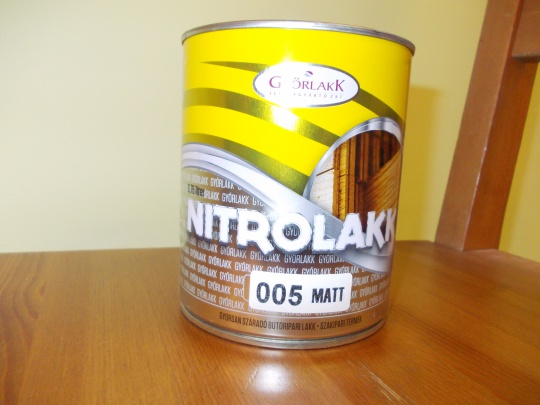 GYŐRLAKK
NITROLAKK
005 MATT
GYORSAN SZÁRADÓ BÚTORIPARI LAKK • SZAKIPARI TERMÉK